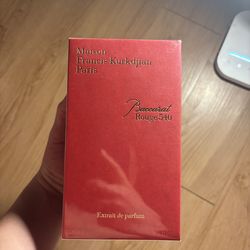 Maison
Francis Kurkdjian
Paris
Baccarat
Rouge 540
Extrait de parfum